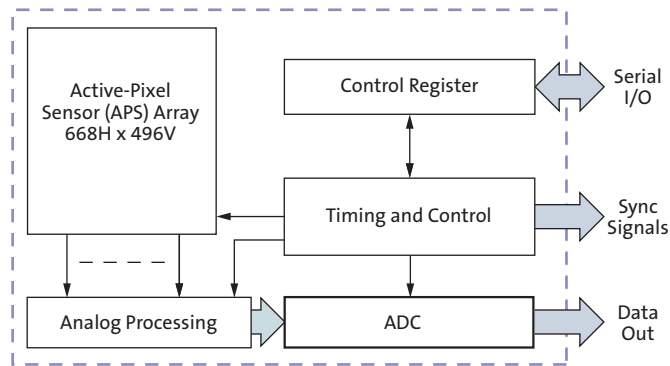 Active-Pixel
Sensor (APS) Array
668H x 496V
Control Register
Serial
I/O
Timing and Control
Sync
Signals
Analog Processing
ADC
Data
Out